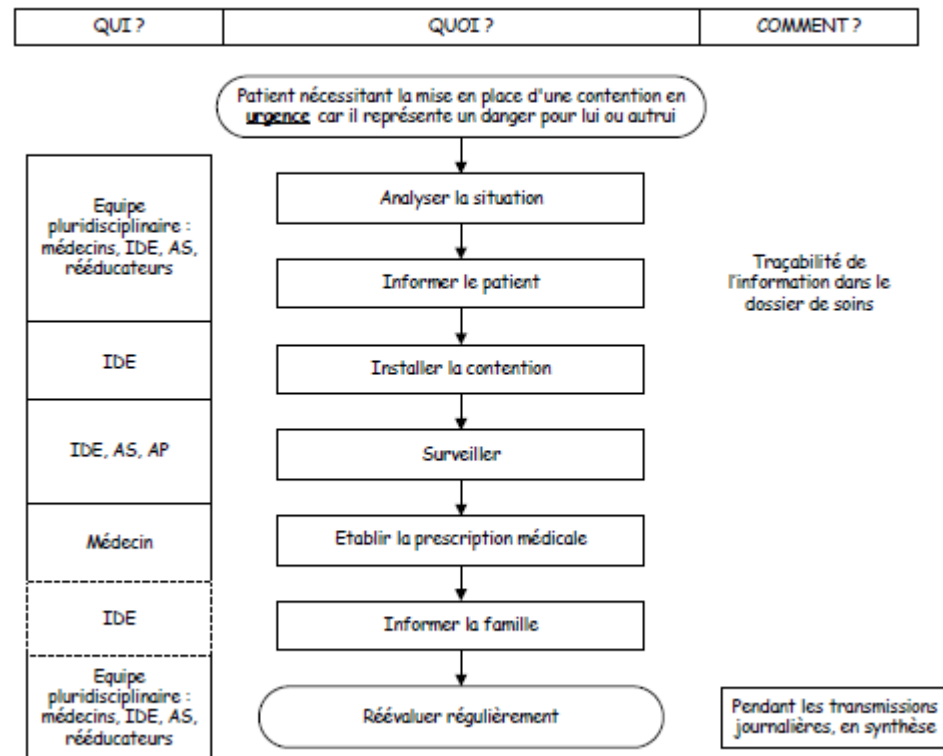 QUI ?
QUOI ?
COMMENT ?
Patient nécessitant la mise en place d'une contention en
urgence car il représente un danger pour lui ou autrui
Equipe
pluridisciplinaire :
médecins, IDE, AS,
rééducateurs
Analyser la situation
Informer le patient
Traçabilité de
l'information dans le
dossier de soins
IDE
Installer la contention
IDE, AS, AP
Surveiller
Médecin
Etablir la prescription médicale
IDE
Informer la famille
Equipe
pluridisciplinaire :
médecins, IDE, AS,
rééducateurs
Réévaluer régulièrement
Pendant les transmissions
journalières, en synthèse